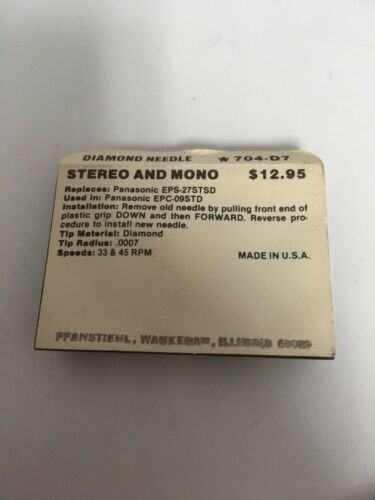 DIAMOND NEEDLE ★ 704-D7
STEREO AND MONO $12.95
Replaces: Panasonic EPS-27STSD
Used In: Panasonic EPC-09STD
Installation: Remove old needle by pulling front end of
plastic grip DOWN and then FORWARD. Reverse pro-
cedure to install new needle.
Tip Material: Diamond
Tip Radius: .0007
Speeds: 33 & 45 RPM MADE IN U.S.A.
PFANSTIEHL, WAUKEGAN, ILLINOIS 60085